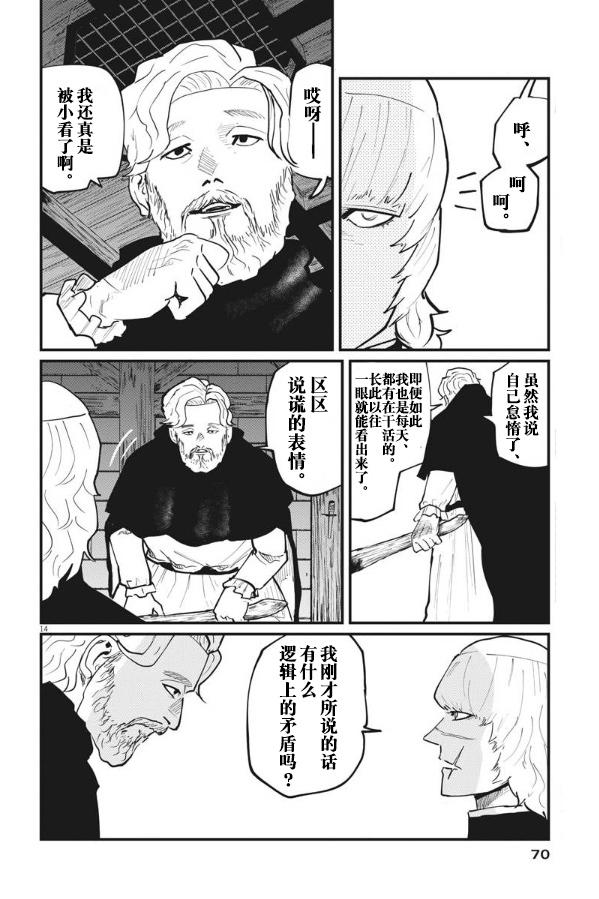 呼、
呵
呵。
哎呀——
我还真是
被小看了啊。
虽然我说
自己怠惰了、
即便如此
我也是每天、
都有在干活的。
长此以往
一眼就能看出来了。
区区
说谎的表情。
14
我刚才所说的话
有什么
逻辑上的矛盾吗？
70